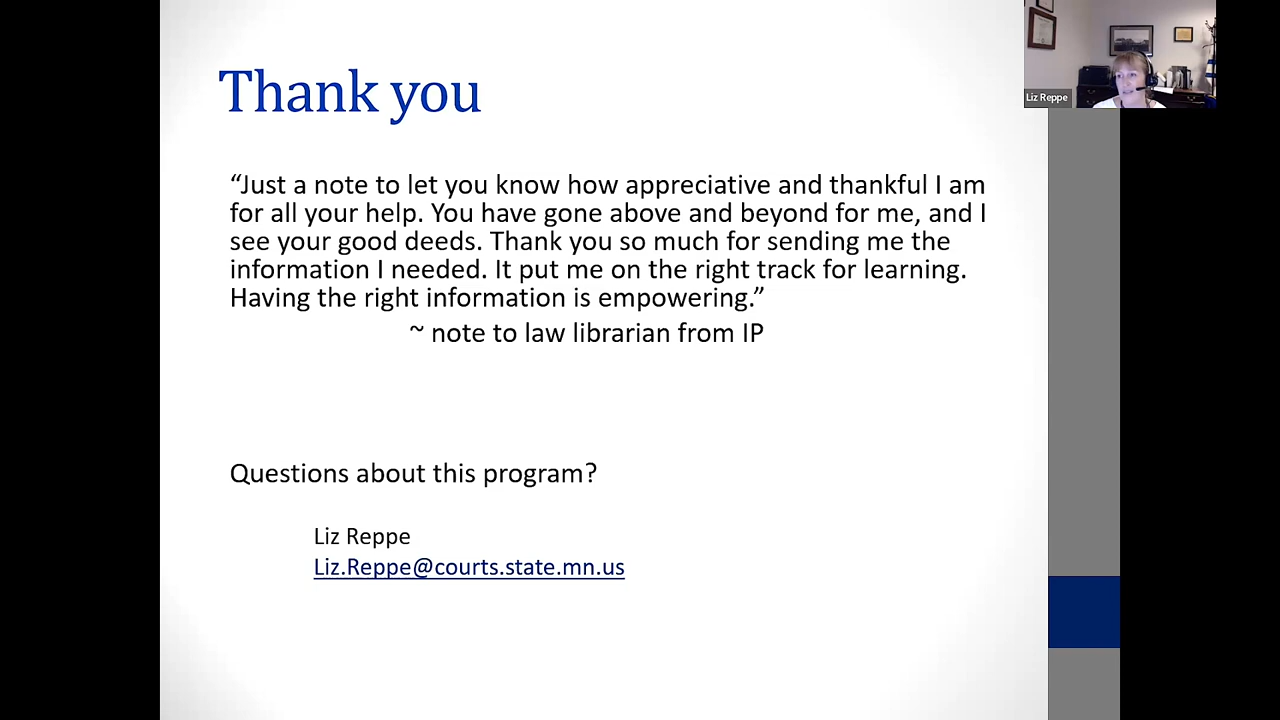 Thank you
Liz Reppe
“Just a note to let you know how appreciative and thankful I am
for all your help. You have gone above and beyond for me, and I
see your good deeds. Thank you so much for sending me the
information I needed. It put me on the right track for learning.
Having the right information is empowering.”
~ note to law librarian from IP
Questions about this program?
Liz Reppe
Liz.Reppe@courts.state.mn.us